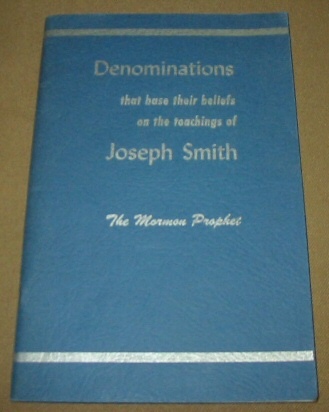 Denominations
that base their beliefs
on the teachings of
Joseph Smith
The Mormon Prophet